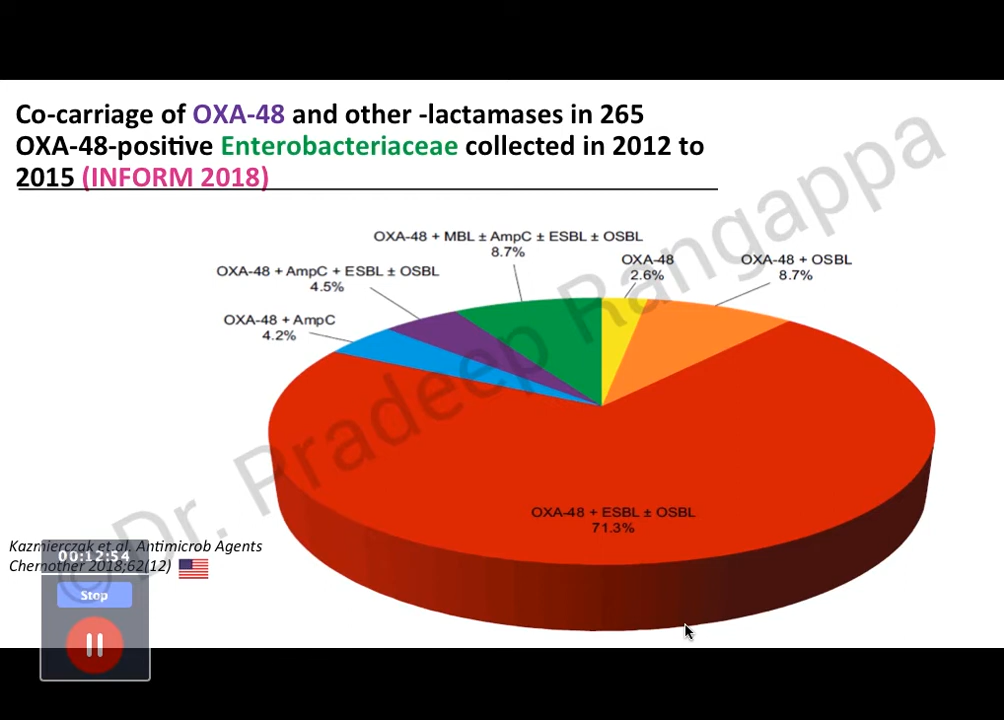 Co-carriage of OXA-48 and other -lactamases in 265
OXA-48-positive Enterobacteriaceae collected in 2012 to
2015 (INFORM 2018)
OXA-48 + MBL ± AmpC ± ESBL ± OSBL
8.7%
OXA-48
2.6%
OXA-48 + OSBL
8.7%
OXA-48 + AmpC + ESBL ± OSBL
4.5%
OXA-48 + AmpC
4.2%
OXA-48 + ESBL ± OSBL
71.3%
Kazmierczak et al. Antimicrob Agents
Chemother 2018;62(12)
00:12:54
Stop
© Dr. Pradeep Rangappa